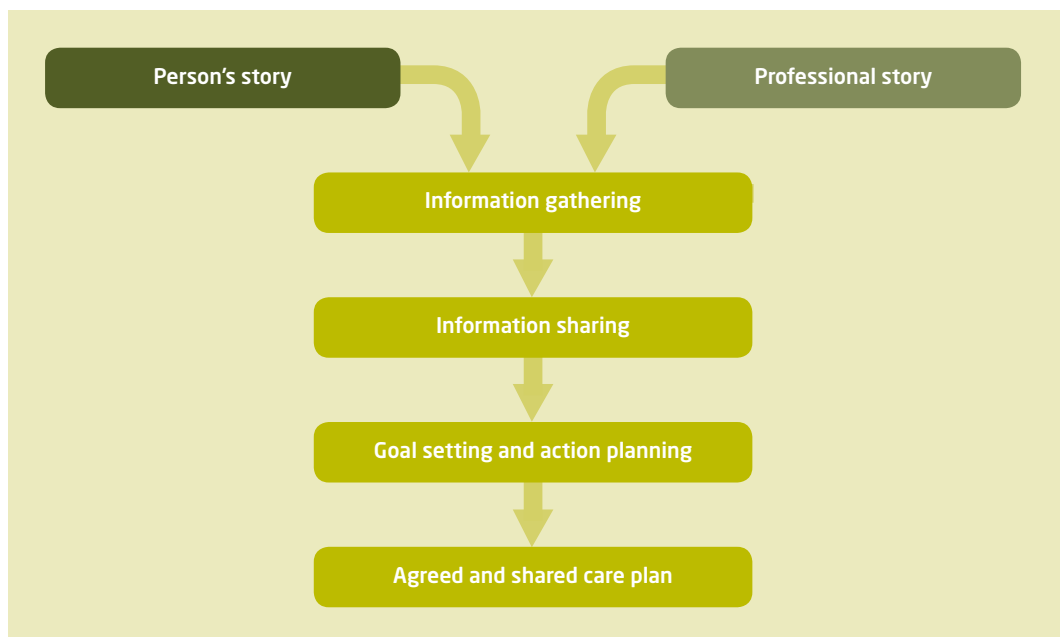 Person's story
Professional story
Information gathering
Information sharing
Goal setting and action planning
Agreed and shared care plan